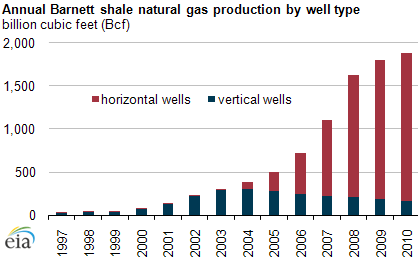 Annual Barnett shale natural gas production by well type
billion cubic feet (Bcf)
2,000
1,500
1,000
500
0
horizontal wells vertical wells
1997 1998 1999 2000 2001 2002 2003 2004 2005 2006 2007 2008 2009 2010
eia